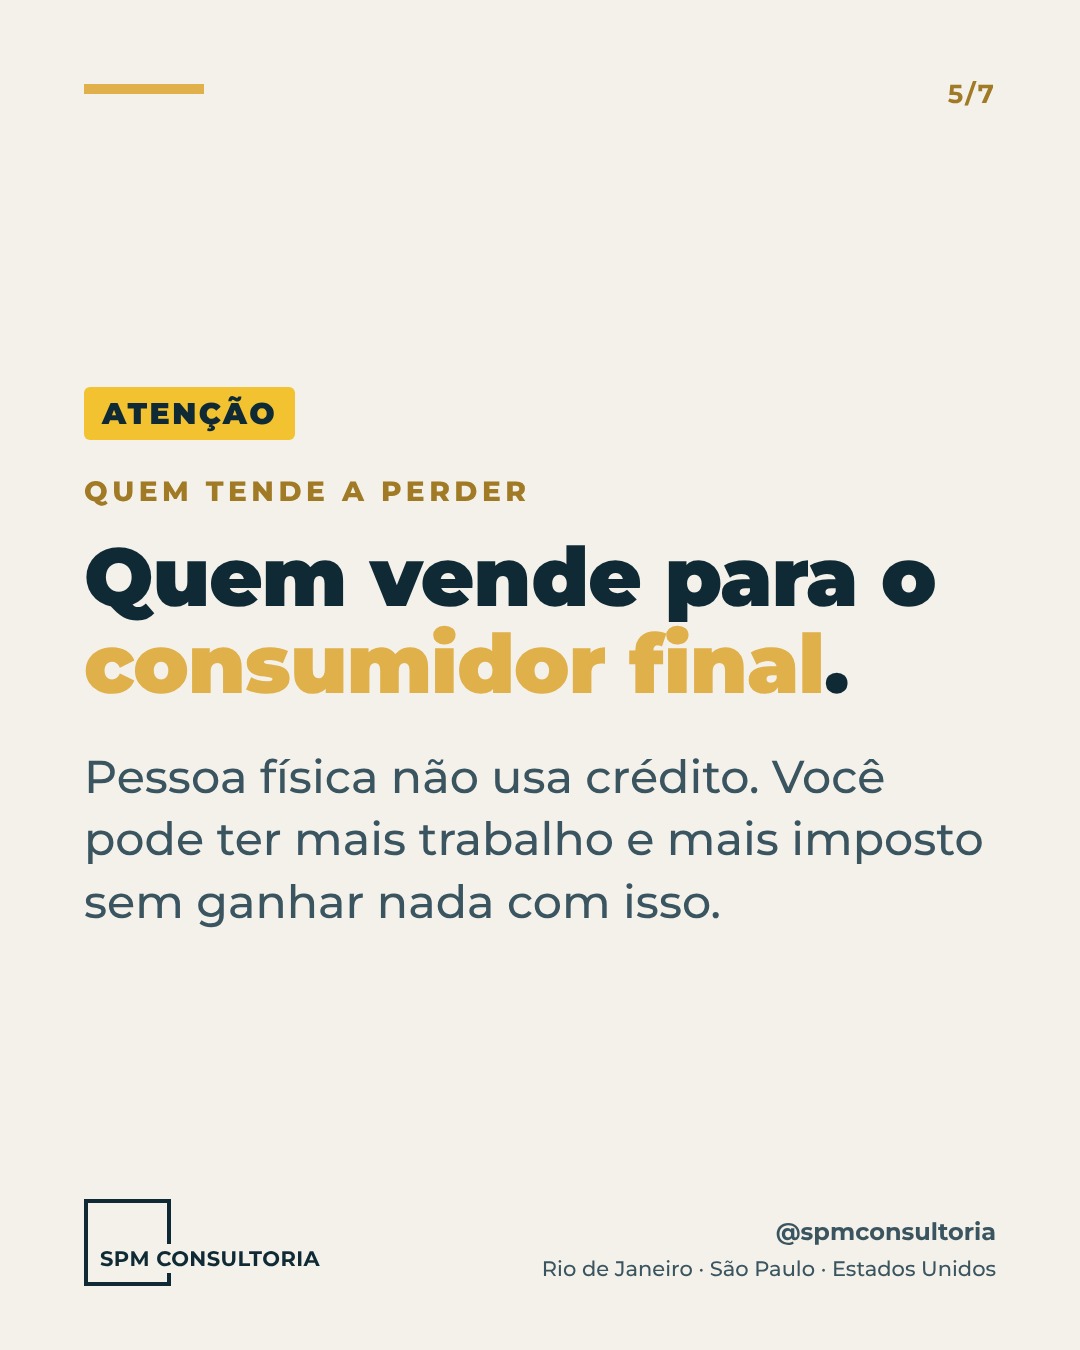 5/7
ATENÇÃO
QUEM TENDE A PERDER
Quem vende para o
consumidor final.
Pessoa física não usa crédito. Você
pode ter mais trabalho e mais imposto
sem ganhar nada com isso.
SPM CONSULTORIA
@spmconsultoria
Rio de Janeiro · São Paulo · Estados Unidos